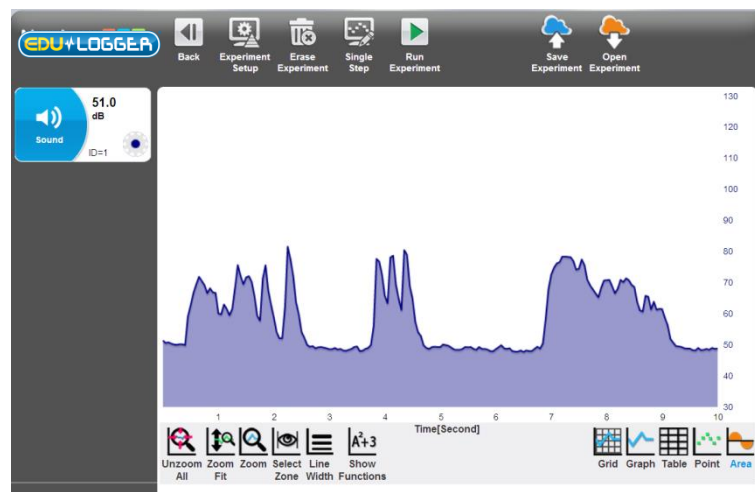 EDU LOGGER
Back
Experiment Setup
Erase Experiment
Single Step
Run Experiment
Save Experiment
Open Experiment
51.0
dB
Sound
ID=1
130
120
110
100
90
80
70
60
50
40
30
1 2 3 4 5 6 7 8 9 10
Time[Second]
Unzoom All
Zoom Fit
Zoom
Select Zone
Line Width
A²+3
Show Functions
Grid
Graph
Table
Point
Area